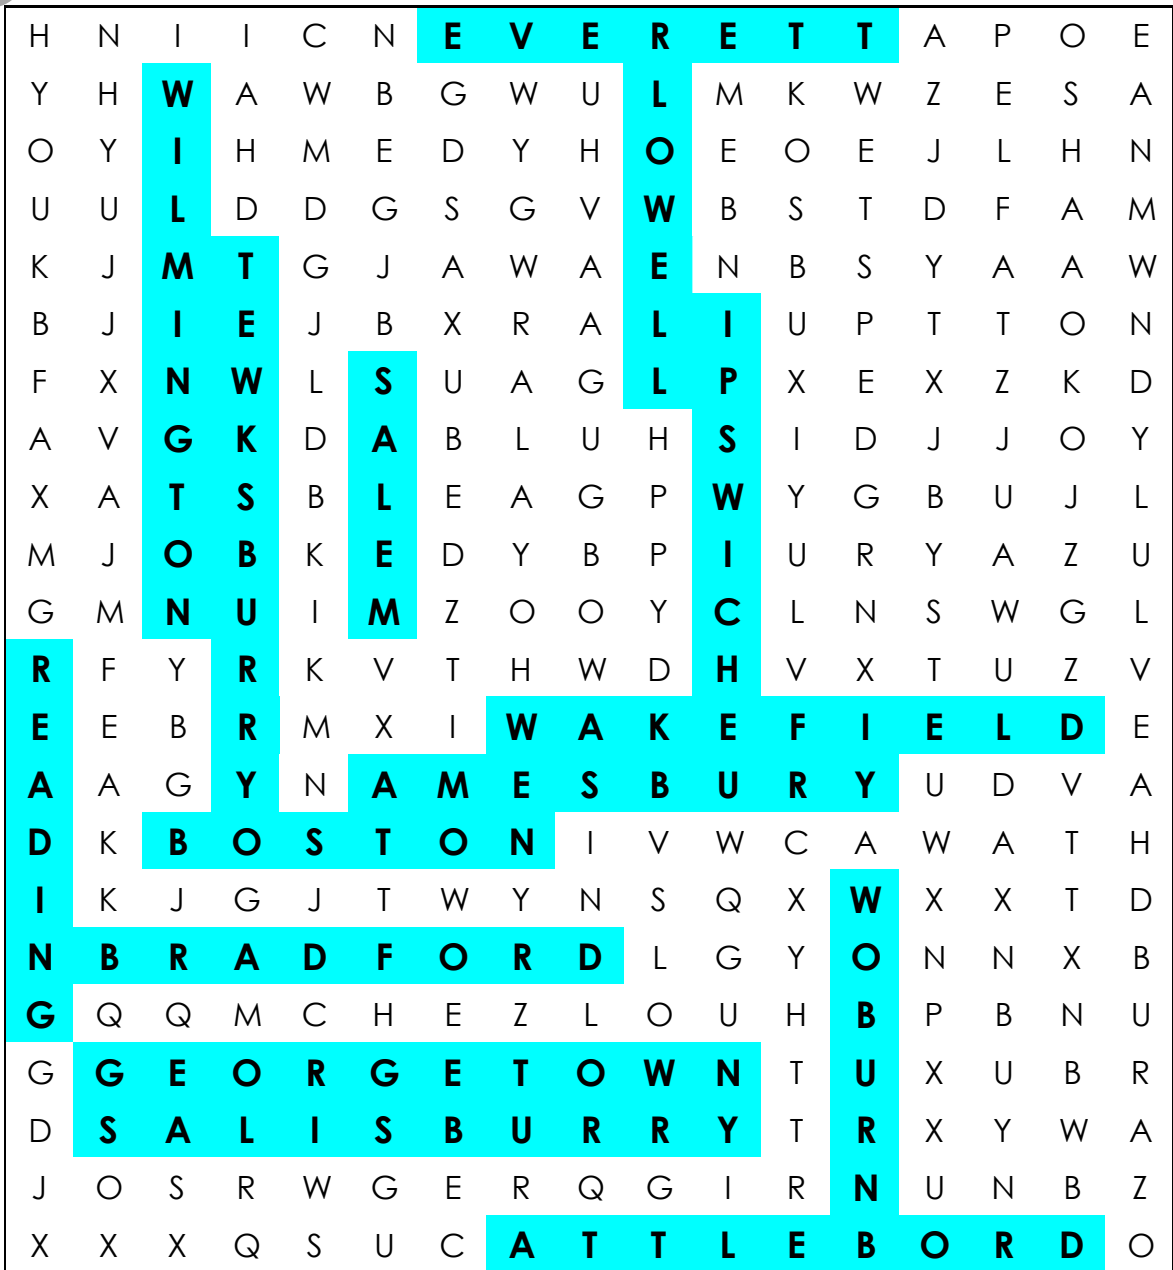 H N I I C N E V E R E T T A P O E
Y H W A W B G W U L M K W Z E S A
O Y I H M E D Y H O E O E J L H N
U U L D D G S G V W B S T D F A M
K J M T G J A W A E N B S Y A A W
B J I E J B X R A L I U P T T O N
F X N W L S U A G L P X E X Z K D
A V G K D A B L U H S I D J J O Y
X A T S B L E A G P W Y G B U J L
M J O B K E D Y B P I U R Y A Z U
G M N U I M Z O O Y C L N S W G L
R F Y R K V T H W D H V X T U Z V
E E B R M X I W A K E F I E L D E
A A G Y N A M E S B U R Y U D V A
D K B O S T O N I V W C A W A T H
I K J G J T W Y N S Q X W X X T D
N B R A D F O R D L G Y O N N X B
G Q Q M C H E Z L O U H B P B N U
G G E O R G E T O W N T U X U B R
D S A L I S B U R R Y T R X Y W A
J O S R W G E R Q G I R N U N B Z
X X X Q S U C A T T L E B O R D O